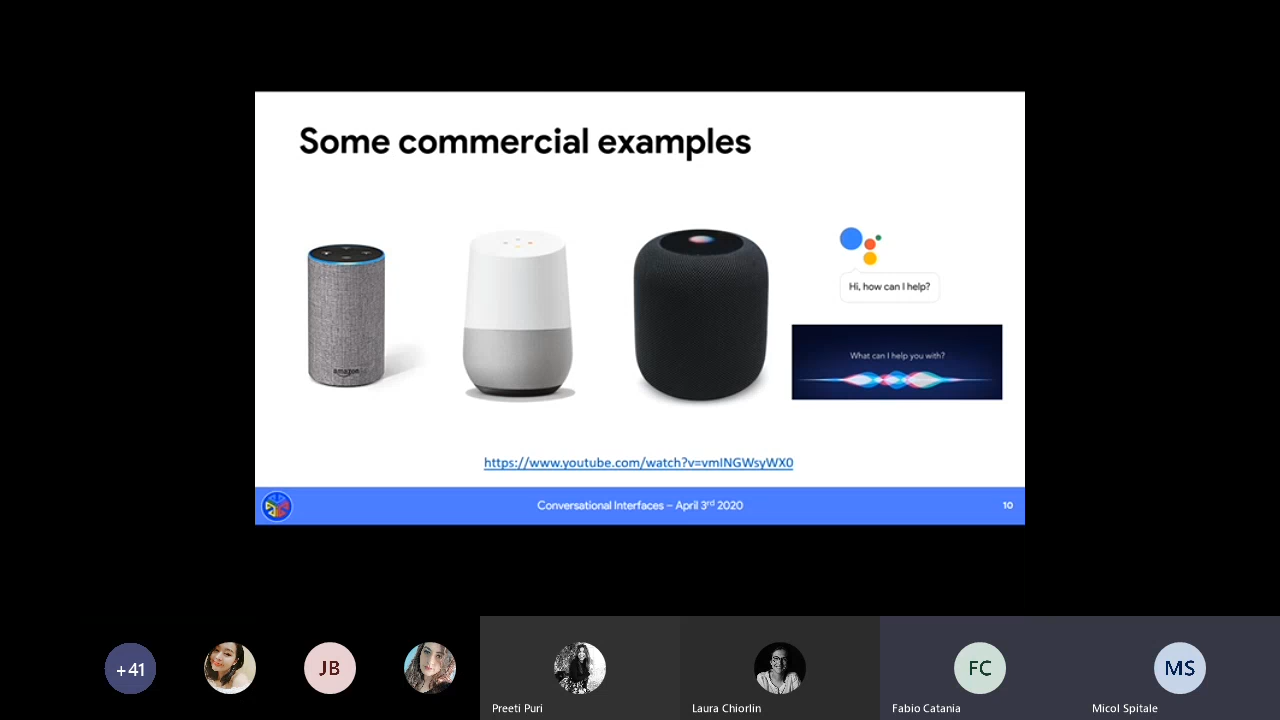 Some commercial examples
Hi, how can I help?
What can I help you with?
amazon
https://www.youtube.com/watch?v=vmINGWsyWX0
Conversational Interfaces – April 3rd 2020
10
+41
JB
FC
MS
Preeti Puri
Laura Chiorlin
Fabio Catania
Micol Spitale